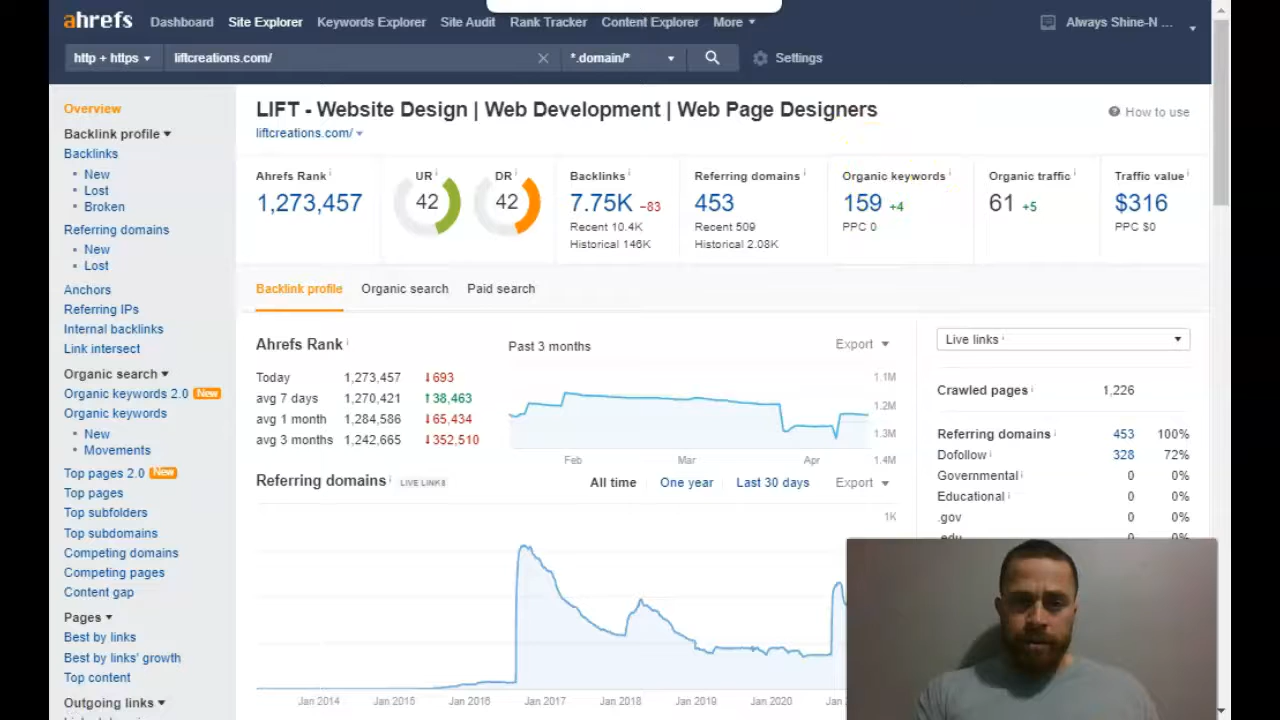 ahrefs Dashboard Site Explorer Keywords Explorer Site Audit Rank Tracker Content Explorer More Always Shine-N ...
http + https liftcreations.com/ *.domain/* Settings
Overview
Backlink profile
Backlinks
New
Lost
Broken
Referring domains
New
Lost
Anchors
Referring IPs
Internal backlinks
Link intersect
Organic search
Organic keywords 2.0 New
Organic keywords
New
Movements
Top pages 2.0 New
Top pages
Top subfolders
Top subdomains
Competing domains
Competing pages
Content gap
Pages
Best by links
Best by links' growth
Top content
Outgoing links
LIFT - Website Design | Web Development | Web Page Designers
How to use
liftcreations.com/
Ahrefs Rank
1,273,457
UR
42
DR
42
Backlinks
7.75K -83
Recent 10.4K
Historical 146K
Referring domains
453
Recent 509
Historical 2.08K
Organic keywords
159 +4
PPC 0
Organic traffic
61 +5
Traffic value
$316
PPC $0
Backlink profile Organic search Paid search
Ahrefs Rank
Past 3 months
Export
Today 1,273,457 693
avg 7 days 1,270,421 38,463
avg 1 month 1,284,586 65,434
avg 3 months 1,242,665 352,510
1.1M
1.2M
1.3M
1.4M
Feb Mar Apr
Referring domains LIVE LINKS
All time One year Last 30 days Export
1K
Jan 2014 Jan 2015 Jan 2016 Jan 2017 Jan 2018 Jan 2019 Jan 2020
Live links
Crawled pages 1,226
Referring domains 453 100%
Dofollow 328 72%
Governmental 0 0%
Educational 0 0%
.gov 0 0%
.edu 0 0%